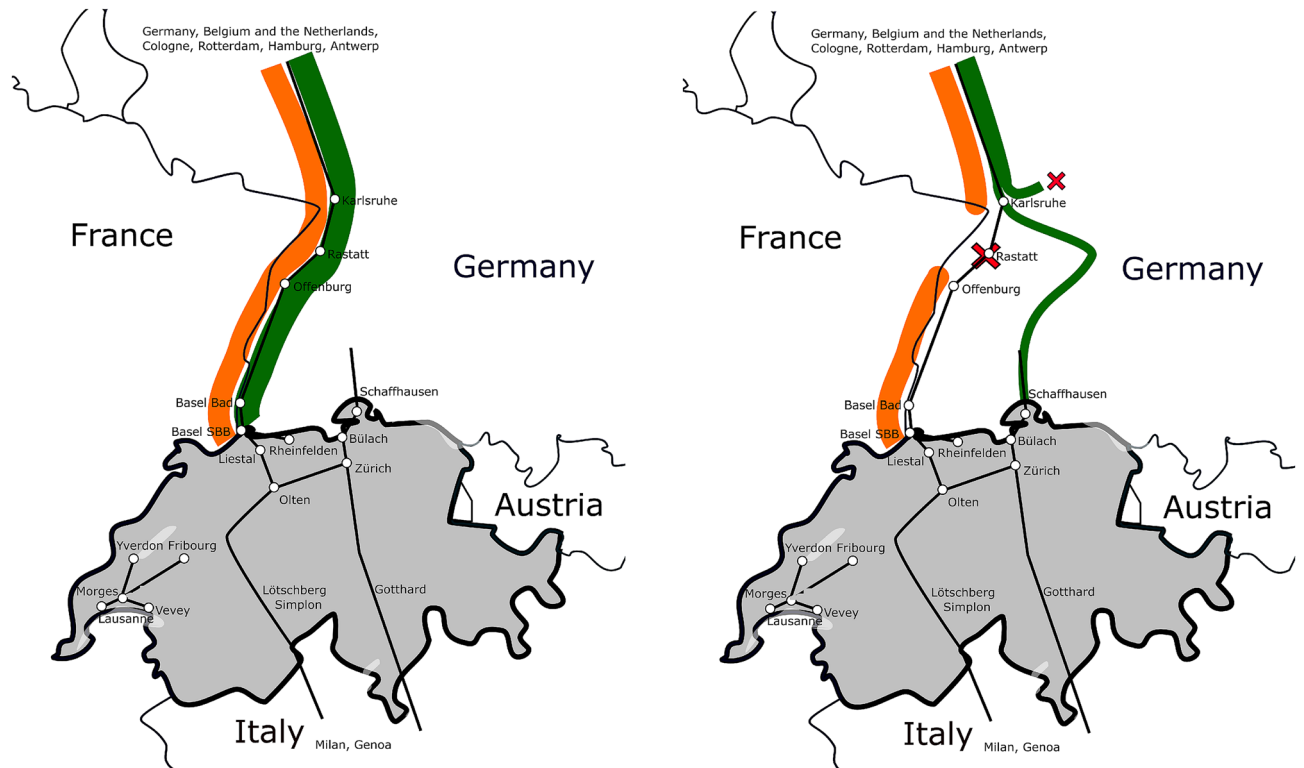 Germany, Belgium and the Netherlands,
Cologne, Rotterdam, Hamburg, Antwerp
Karlsruhe
France
Rastatt
Germany
Offenburg
Schaffhausen
Basel Bad
Basel SBB
Bülach
Rheinfelden
Liestal
Zürich
Olten
Austria
Yverdon Fribourg
Morges
Lötschberg
Simplon
Gotthard
Vevey
Lausanne
Italy
Milan, Genoa
Germany, Belgium and the Netherlands,
Cologne, Rotterdam, Hamburg, Antwerp
Karlsruhe
France
Rastatt
Germany
Offenburg
Schaffhausen
Basel Bad
Basel SBB
Bülach
Rheinfelden
Liestal
Zürich
Olten
Austria
Yverdon Fribourg
Morges
Lötschberg
Simplon
Gotthard
Vevey
Lausanne
Italy
Milan, Genoa